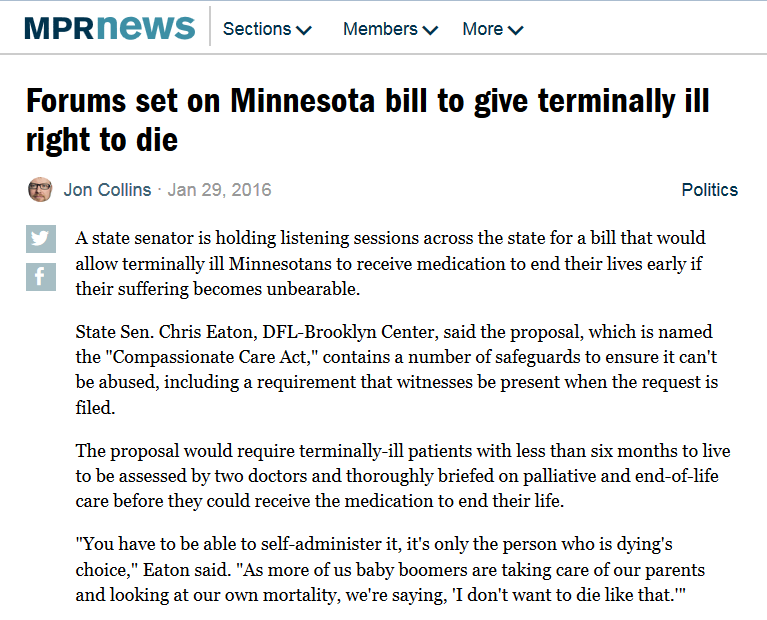 MPRnews Sections Members More
Forums set on Minnesota bill to give terminally ill
right to die
Jon Collins · Jan 29, 2016 Politics
A state senator is holding listening sessions across the state for a bill that would
allow terminally ill Minnesotans to receive medication to end their lives early if
their suffering becomes unbearable.
State Sen. Chris Eaton, DFL-Brooklyn Center, said the proposal, which is named
the "Compassionate Care Act," contains a number of safeguards to ensure it can't
be abused, including a requirement that witnesses be present when the request is
filed.
The proposal would require terminally-ill patients with less than six months to live
to be assessed by two doctors and thoroughly briefed on palliative and end-of-life
care before they could receive the medication to end their life.
"You have to be able to self-administer it, it's only the person who is dying's
choice," Eaton said. "As more of us baby boomers are taking care of our parents
and looking at our own mortality, we're saying, 'I don't want to die like that.'"